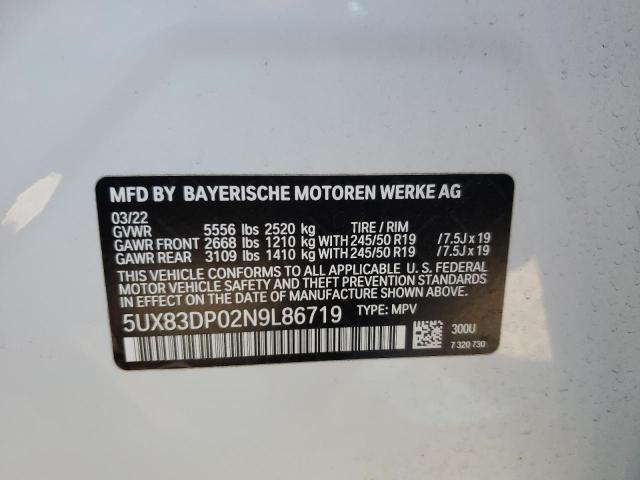 MFD BY BAYERISCHE MOTOREN WERKE AG
03/22
GVWR 5556 lbs 2520 kg TIRE / RIM
GAWR FRONT 2668 lbs 1210 kg WITH 245/50 R19 /7.5J x 19
GAWR REAR 3109 lbs 1410 kg WITH 245/50 R19 /7.5J x 19
THIS VEHICLE CONFORMS TO ALL APPLICABLE U. S. FEDERAL
MOTOR VEHICLE SAFETY AND THEFT PREVENTION STANDARDS
IN EFFECT ON THE DATE OF MANUFACTURE SHOWN ABOVE.
5UX83DP02N9L86719 TYPE: MPV
300U
7 320 730